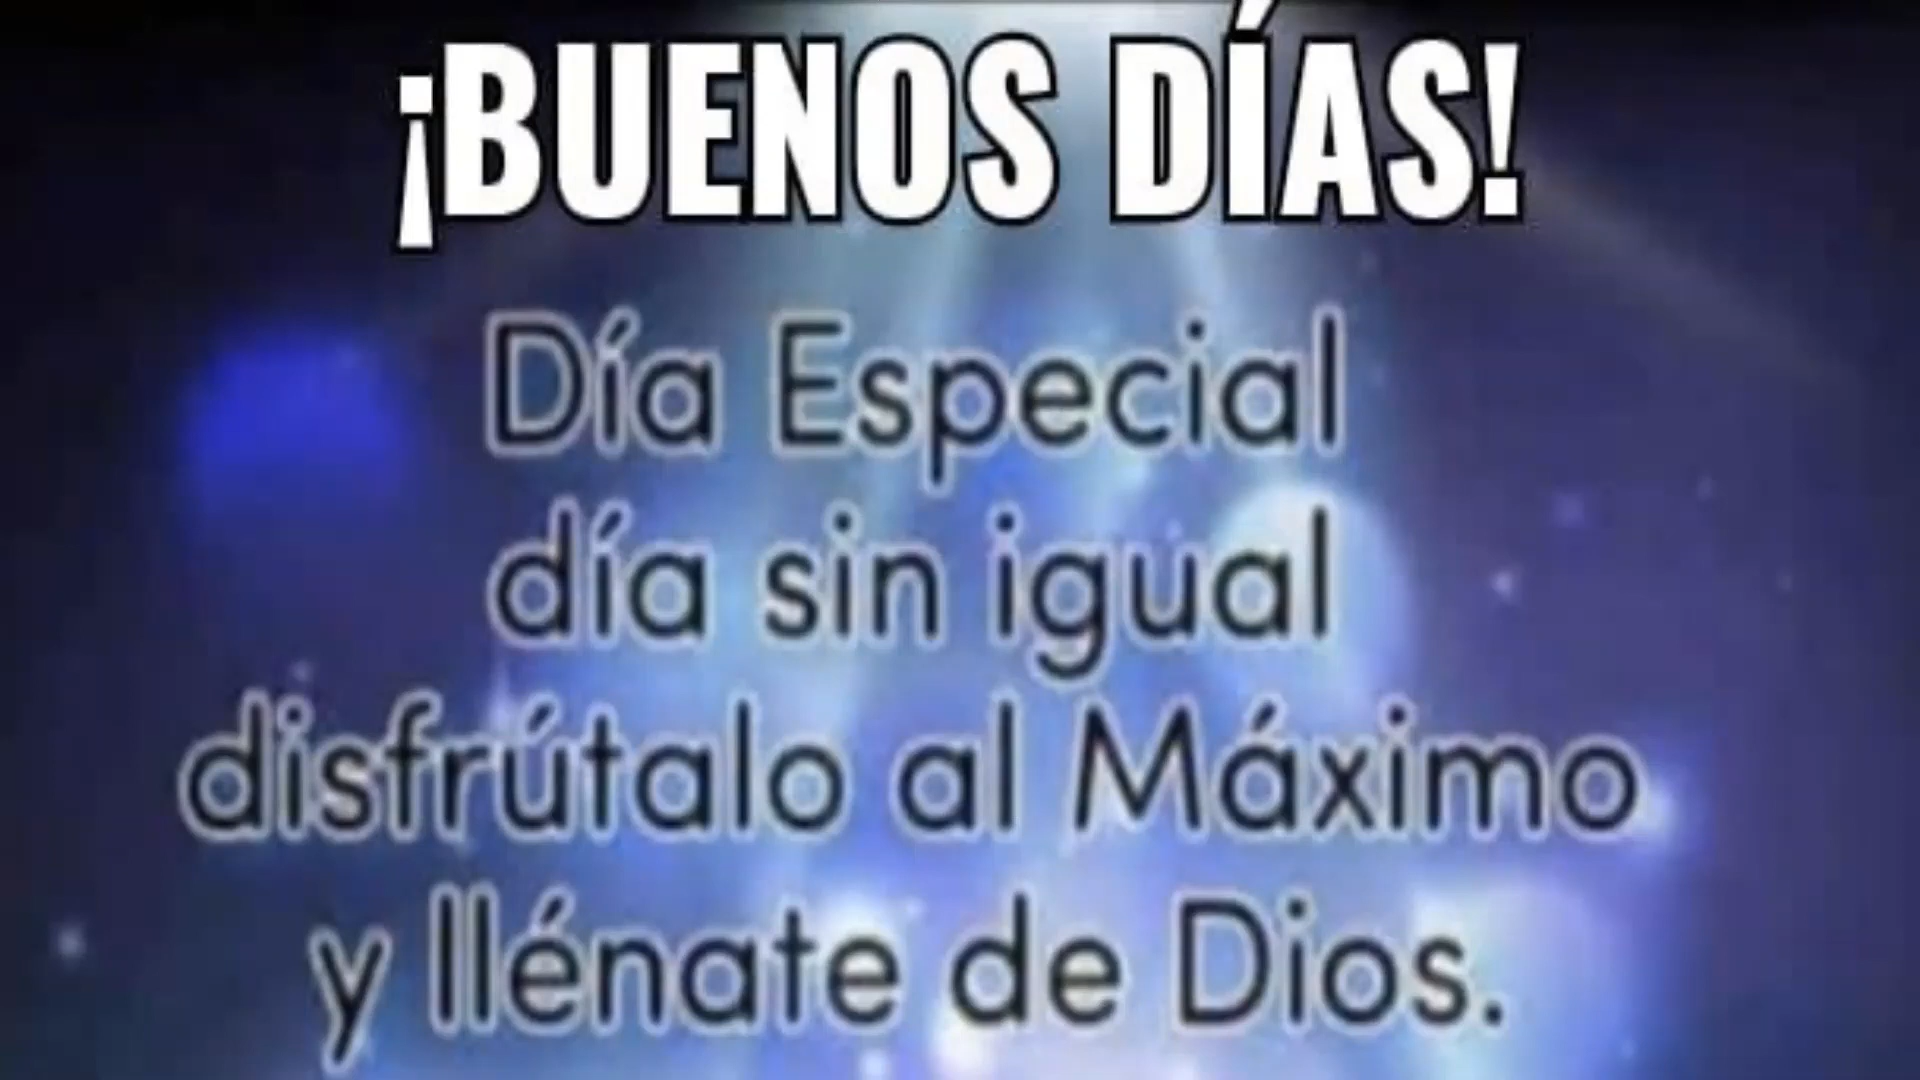 ¡BUENOS DÍAS!
Día Especial
día sin igual
disfrútalo al Máximo
y llénate de Dios.